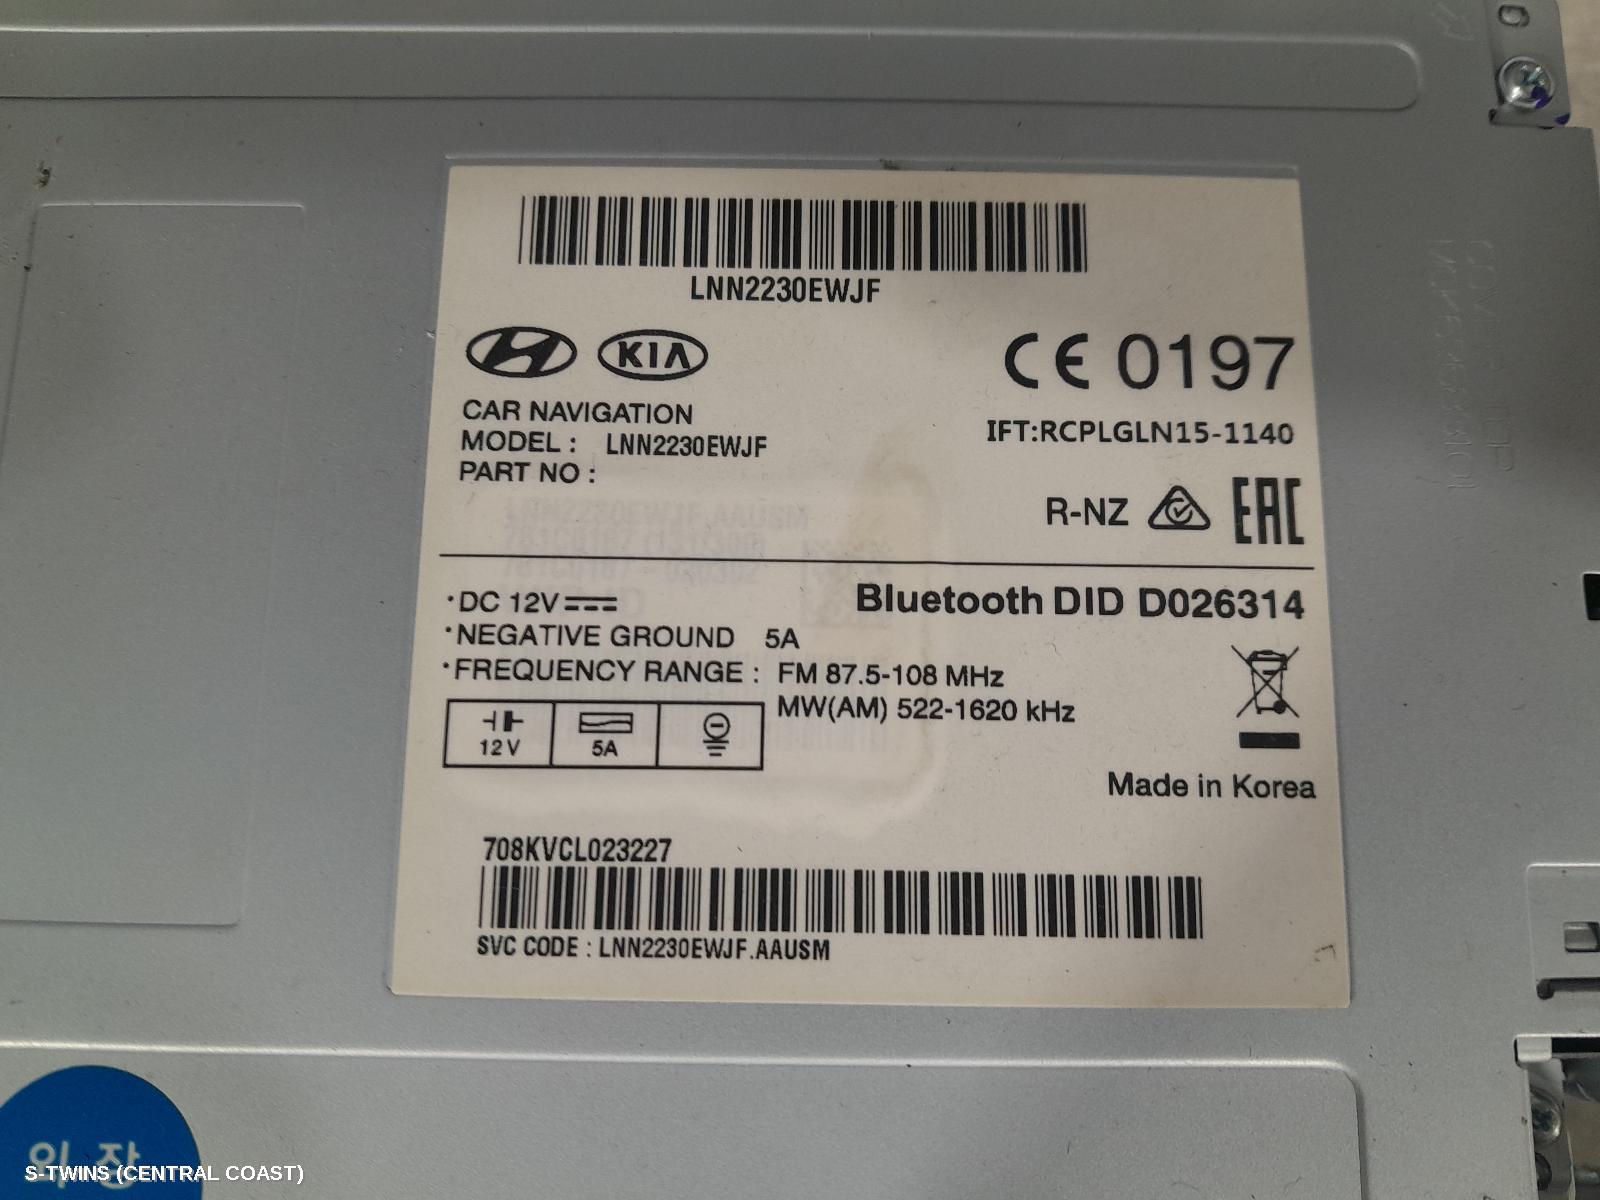 LNN2230EWJF
KIA
CE 0197
CAR NAVIGATION
MODEL : LNN2230EWJF
IFT:RCPLGLN15-1140
PART NO :
R-NZ
EAC
Bluetooth DID D026314
·DC 12V
·NEGATIVE GROUND 5A
·FREQUENCY RANGE : FM 87.5-108 MHz
MW(AM) 522-1620 kHz
12V
5A
Made in Korea
708KVCL023227
SVC CODE : LNN2230EWJF.AAUSM
외장
S-TWINS (CENTRAL COAST)